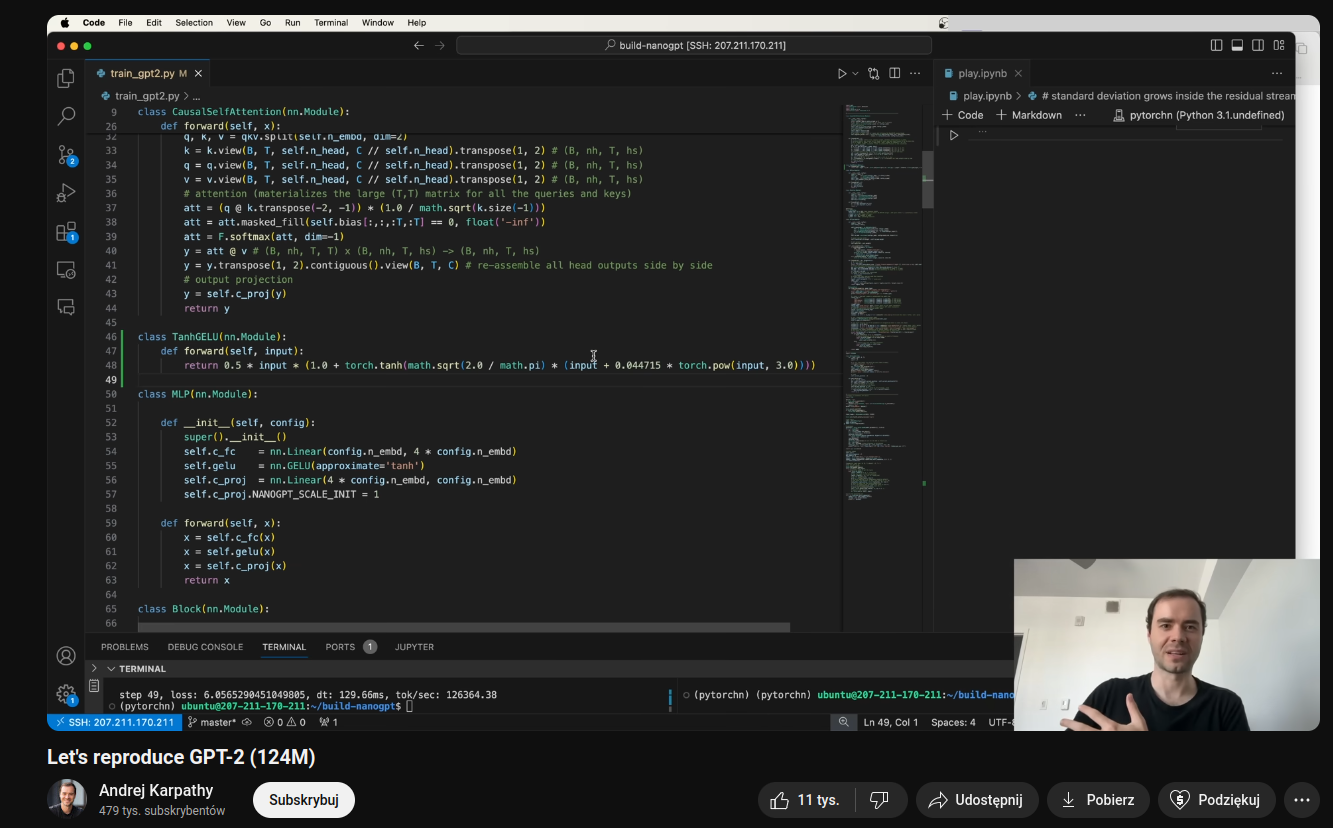 Code File Edit Selection View Go Run Terminal Window Help
build-nanogpt [SSH: 207.211.170.211]
train_gpt2.py M
play.ipynb
train_gpt2.py > ...
play.ipynb > # standard deviation grows inside the residual stream
+ Code + Markdown ... pytorchn (Python 3.1.undefined)
9 class CausalSelfAttention(nn.Module):
26 def forward(self, x):
32 q, k, v = qkv.split(self.n_embd, dim=2)
33 k = k.view(B, T, self.n_head, C // self.n_head).transpose(1, 2) # (B, nh, T, hs)
34 q = q.view(B, T, self.n_head, C // self.n_head).transpose(1, 2) # (B, nh, T, hs)
35 v = v.view(B, T, self.n_head, C // self.n_head).transpose(1, 2) # (B, nh, T, hs)
36 # attention (materializes the large (T,T) matrix for all the queries and keys)
37 att = (q @ k.transpose(-2, -1)) * (1.0 / math.sqrt(k.size(-1)))
38 att = att.masked_fill(self.bias[:,:,:T,:T] == 0, float('-inf'))
39 att = F.softmax(att, dim=-1)
40 y = att @ v # (B, nh, T, T) x (B, nh, T, hs) -> (B, nh, T, hs)
41 y = y.transpose(1, 2).contiguous().view(B, T, C) # re-assemble all head outputs side by side
42 # output projection
43 y = self.c_proj(y)
44 return y
45
46 class TanhGELU(nn.Module):
47 def forward(self, input):
48 return 0.5 * input * (1.0 + torch.tanh(math.sqrt(2.0 / math.pi) * (input + 0.044715 * torch.pow(input, 3.0))))
49
50 class MLP(nn.Module):
51
52 def __init__(self, config):
53 super().__init__()
54 self.c_fc = nn.Linear(config.n_embd, 4 * config.n_embd)
55 self.gelu = nn.GELU(approximate='tanh')
56 self.c_proj = nn.Linear(4 * config.n_embd, config.n_embd)
57 self.c_proj.NANOGPT_SCALE_INIT = 1
58
59 def forward(self, x):
60 x = self.c_fc(x)
61 x = self.gelu(x)
62 x = self.c_proj(x)
63 return x
64
65 class Block(nn.Module):
66
PROBLEMS DEBUG CONSOLE TERMINAL PORTS 1 JUPYTER
TERMINAL
step 49, loss: 6.0565290451049805, dt: 129.66ms, tok/sec: 126364.38
(pytorchn) ubuntu@207-211-170-211:~/build-nanogpt$
(pytorchn) (pytorchn) ubuntu@207-211-170-211:~/build-nano
SSH: 207.211.170.211 master* 0 0 1 Ln 49, Col 1 Spaces: 4 UTF-8
Let's reproduce GPT-2 (124M)
Andrej Karpathy
479 tys. subskrybentów
Subskrybuj
11 tys.
Udostępnij
Pobierz
Podziękuj